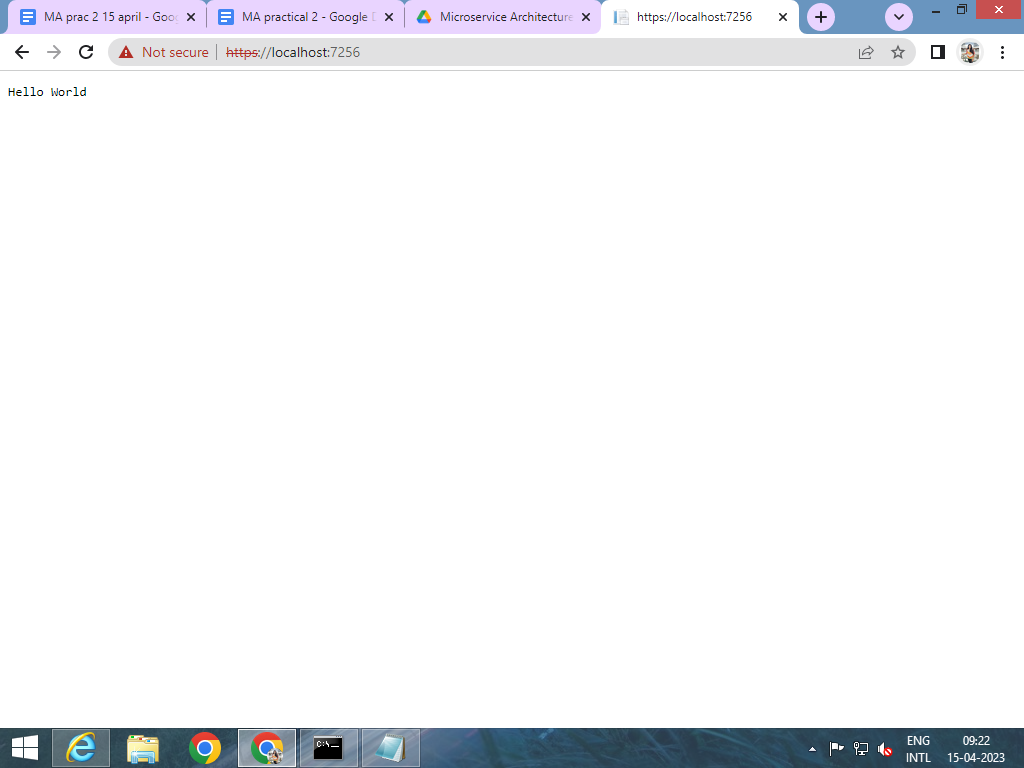 MA prac 2 15 april - Goo
MA practical 2 - Google
Microservice Architecture
https://localhost:7256
Not secure
https://localhost:7256
Hello World
C:\
ENG
INTL
09:22
15-04-2023